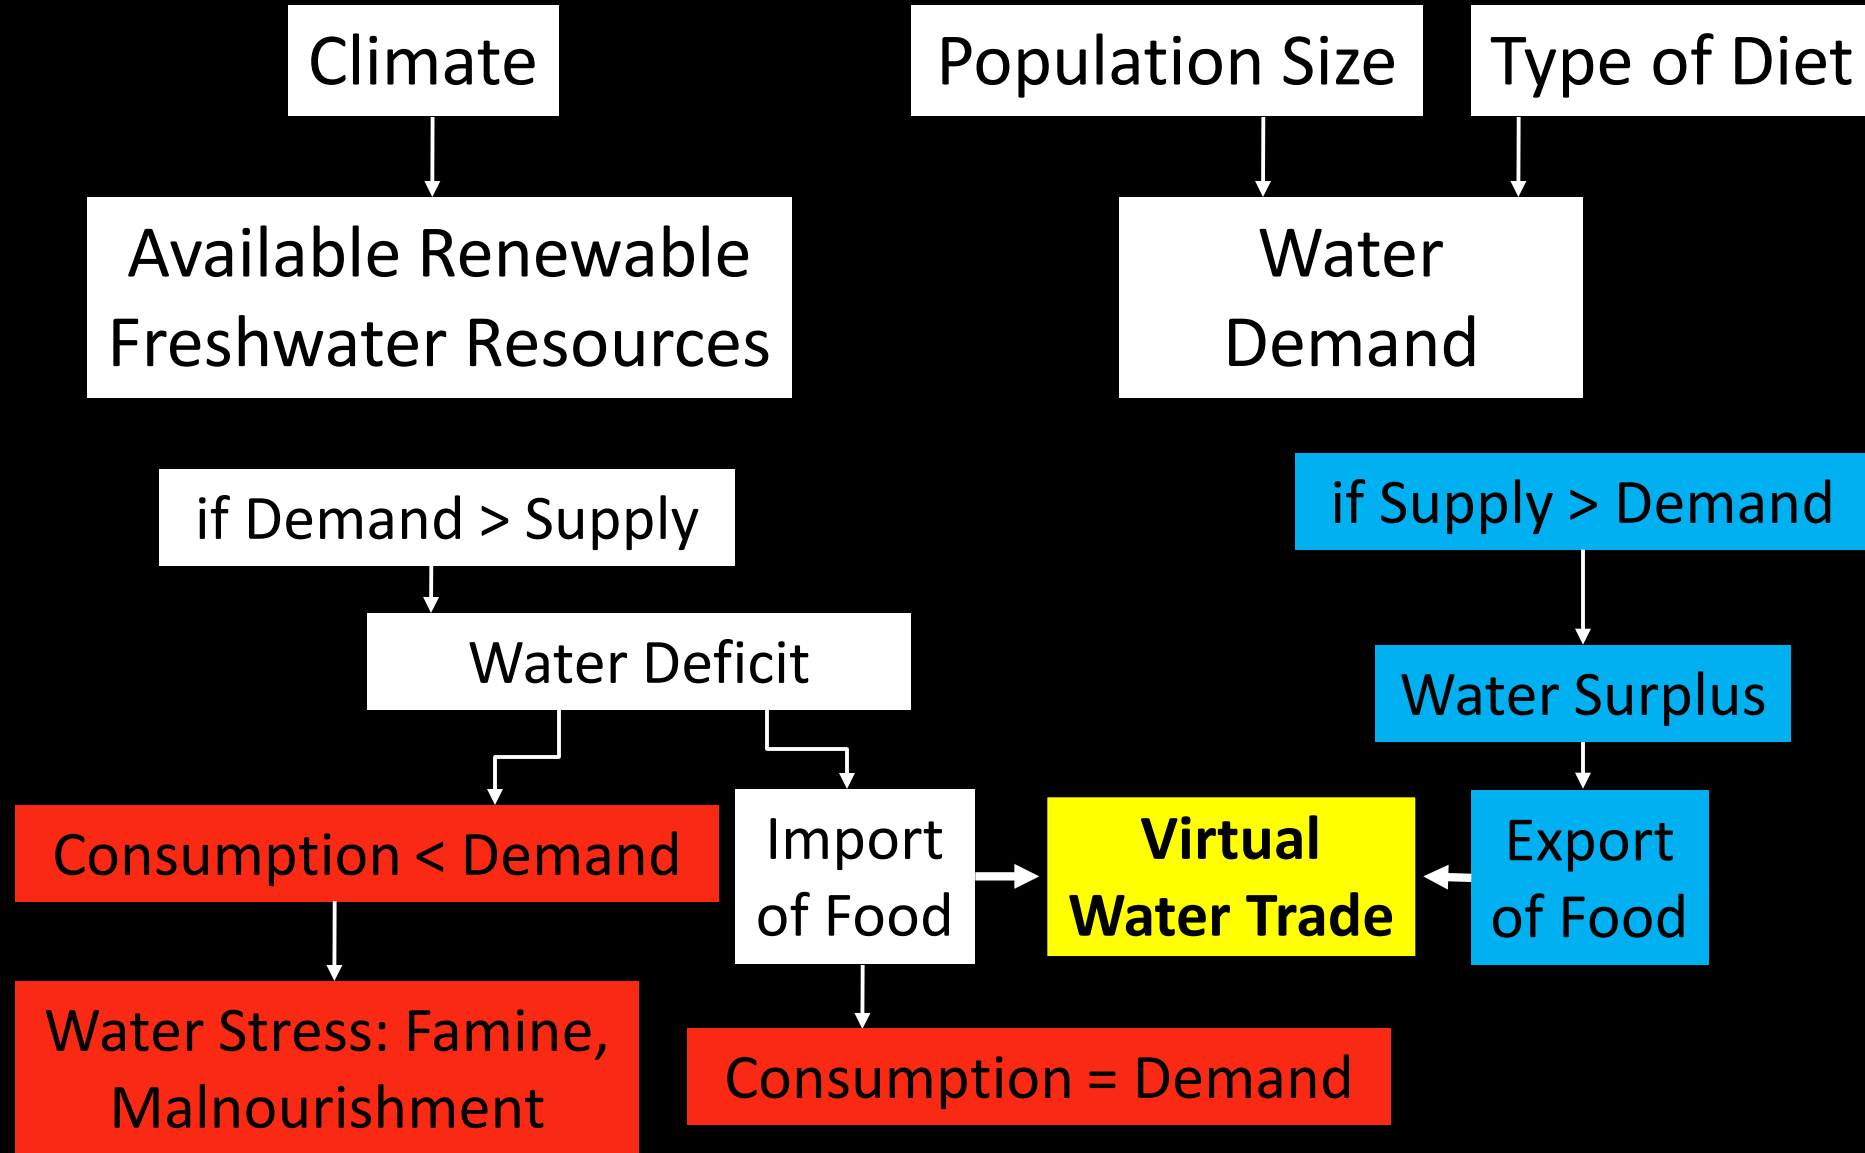 Climate
Population Size
Type of Diet
Available Renewable
Freshwater Resources
Water
Demand
if Demand > Supply
if Supply > Demand
Water Deficit
Water Surplus
Consumption < Demand
Import
of Food
Virtual
Water Trade
Export
of Food
Water Stress: Famine,
Malnourishment
Consumption = Demand